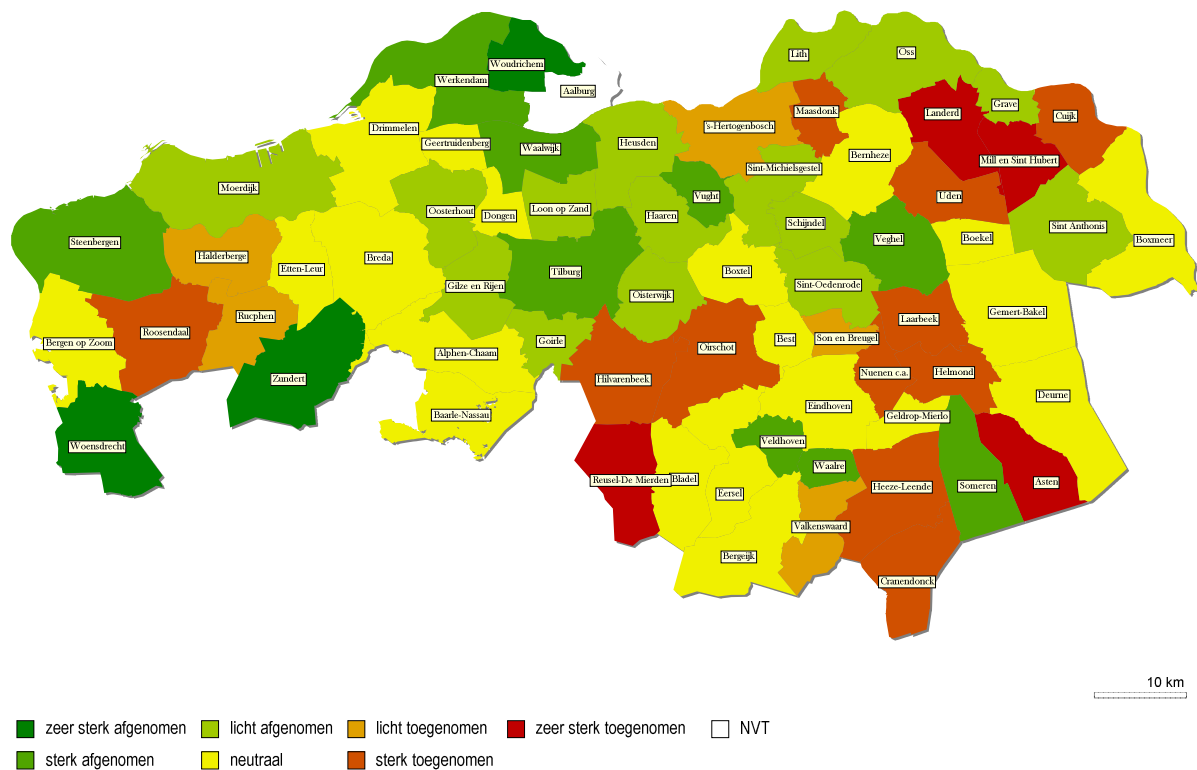 Lith
Oss
Woudrichem
Werkendam
Aalburg
Grave
Maasdonk
Landerd
Cuijk
Drimmelen
's-Hertogenbosch
Geertruidenberg
Heusden
Waalwijk
Bernheze
Mill en Sint Hubert
Sint-Michielsgestel
Moerdijk
Vught
Uden
Oosterhout
Dongen
Loon op Zand
Haaren
Schijndel
Sint Anthonis
Steenbergen
Veghel
Boekel
Boxmeer
Halderberge
Breda
Etten-Leur
Tilburg
Boxtel
Gilze en Rijen
Sint-Oedenrode
Oisterwijk
Rucphen
Gemert-Bakel
Laarbeek
Roosendaal
Bergen op Zoom
Goirle
Best
Son en Breugel
Oirschot
Alphen-Chaam
Zundert
Hilvarenbeek
Nuenen c.a.
Helmond
Deurne
Eindhoven
Baarle-Nassau
Geldrop-Mierlo
Woensdrecht
Veldhoven
Waalre
Reusel-De Mierden
Bladel
Asten
Heeze-Leende
Someren
Eersel
Valkenswaard
Bergeijk
Cranendonck
10 km
zeer sterk afgenomen
licht afgenomen
licht toegenomen
zeer sterk toegenomen
NVT
sterk afgenomen
neutraal
sterk toegenomen